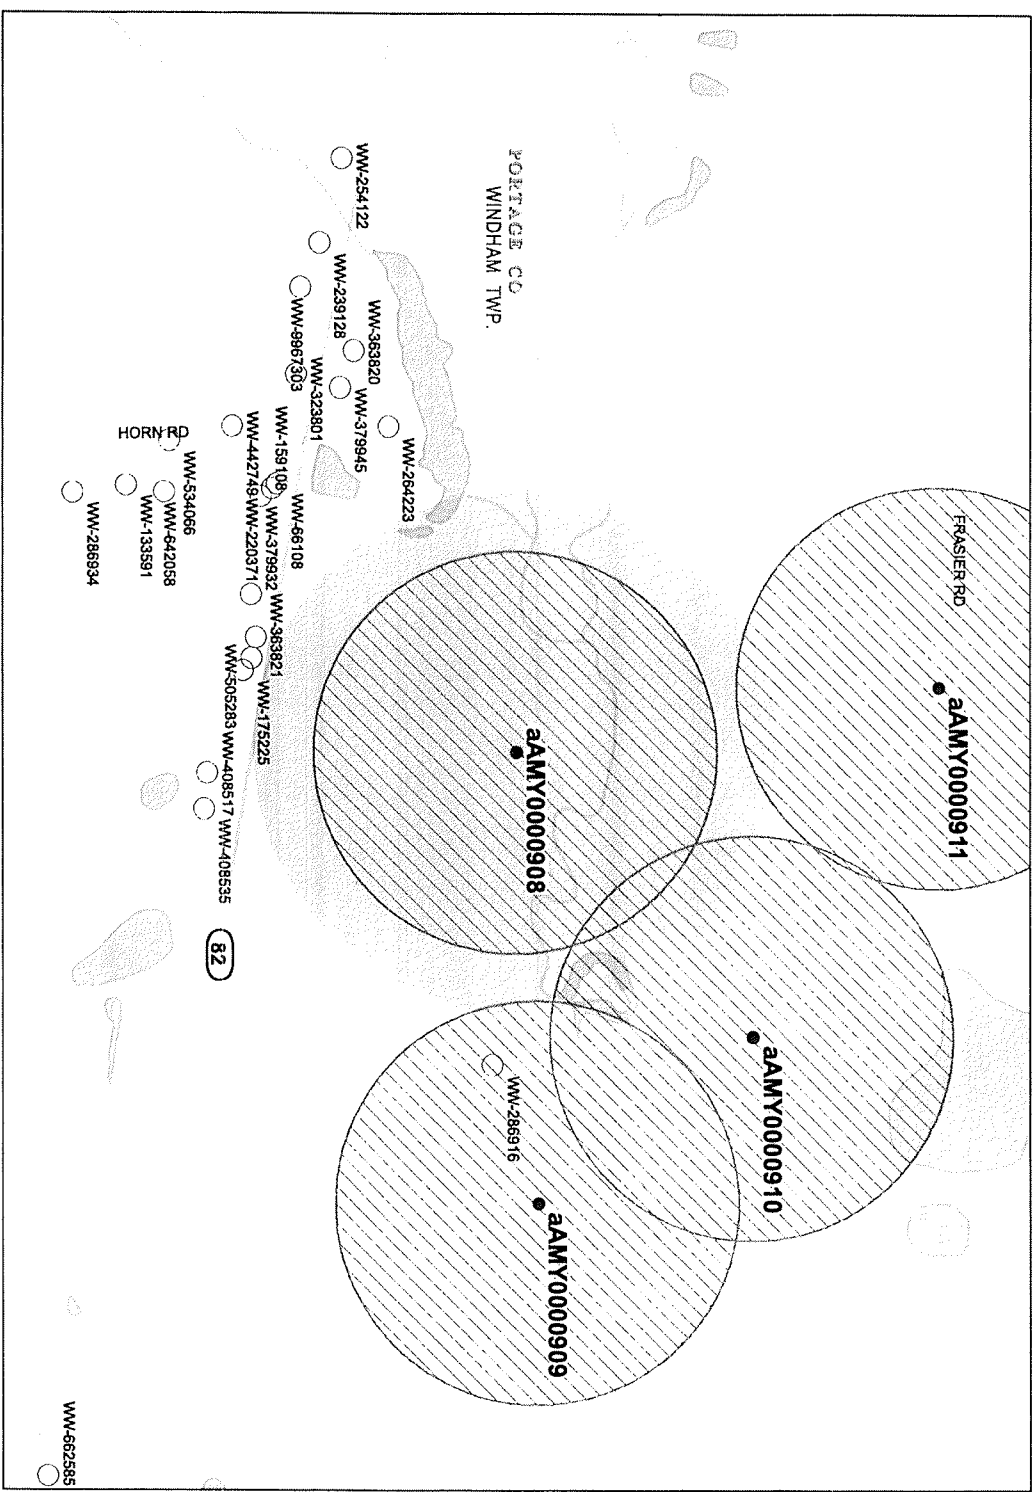 PORTAGE CO
WINDHAM TWP.
FRASIER RD
aAMY0000911
aAMY0000910
aAMY0000908
aAMY0000909
WW-286916
WW-254122
WW-239128
WW-9967303
WW-363820
WW-379945
WW-264223
WW-323801
WW-159108
WW-66108
WW-442749
WW-220371
WW-379932
WW-363821
WW-175225
WW-505283
WW-408517
WW-408535
HORN RD
WW-534066
WW-642058
WW-133591
WW-286934
82
WW-662585